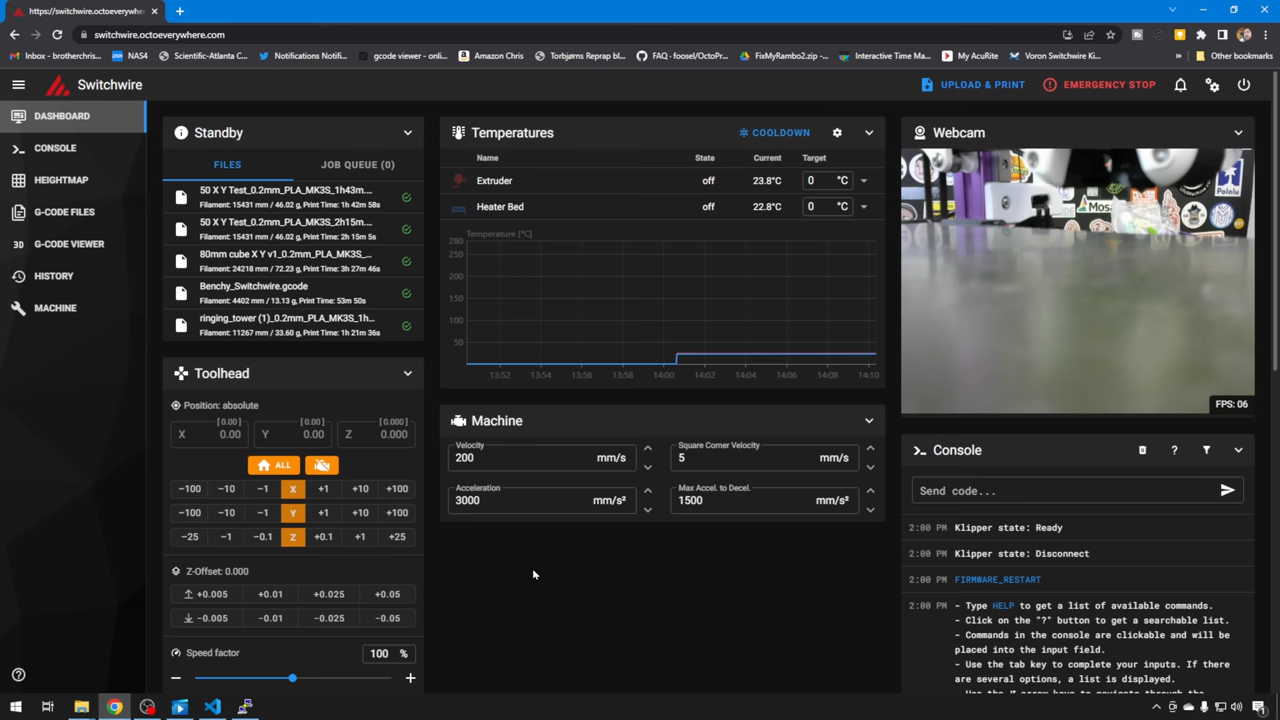 https://switchwire.octoeverywhe
switchwire.octoeverywhere.com
Inbox - brotherchris...
NAS4
Scientific-Atlanta C...
Twitter Notifications Notifi...
gcode viewer - onli...
Amazon Chris
Torbjørns Reprap bl...
FAQ · foosel/OctoPr...
FixMyRambo2.zip -...
Interactive Time Ma...
My AcuRite
Voron Switchwire Ki...
»
Other bookmarks
Switchwire
UPLOAD & PRINT
EMERGENCY STOP
DASHBOARD
CONSOLE
HEIGHTMAP
G-CODE FILES
3D
G-CODE VIEWER
HISTORY
MACHINE
Standby
FILES
JOB QUEUE (0)
50 X Y Test_0.2mm_PLA_MK3S_1h43m....
Filament: 15431 mm / 46.02 g, Print Time: 1h 42m 58s
50 X Y Test_0.2mm_PLA_MK3S_2h15m....
Filament: 15431 mm / 46.02 g, Print Time: 2h 15m 5s
80mm cube X Y v1_0.2mm_PLA_MK3S_...
Filament: 24218 mm / 72.23 g, Print Time: 3h 27m 46s
Benchy_Switchwire.gcode
Filament: 4402 mm / 13.13 g, Print Time: 53m 50s
ringing_tower (1)_0.2mm_PLA_MK3S_1h...
Filament: 11267 mm / 33.60 g, Print Time: 1h 21m 36s
Toolhead
Position: absolute
[0.00] [0.00] [0.000]
X 0.00 Y 0.00 Z 0.000
ALL
−100 −10 −1 X +1 +10 +100
−100 −10 −1 Y +1 +10 +100
−25 −1 −0.1 Z +0.1 +1 +25
Z-Offset: 0.000
+0.005 +0.01 +0.025 +0.05
-0.005 -0.01 -0.025 -0.05
Speed factor
100 %
Temperatures
COOLDOWN
Name State Current Target
Extruder off 23.8°C 0 °C
Heater Bed off 22.8°C 0 °C
Temperature [°C]
280
250
200
150
100
50
13:52 13:54 13:56 13:58 14:00 14:02 14:04 14:06 14:08 14:10
Machine
Velocity
200 mm/s
Square Corner Velocity
5 mm/s
Acceleration
3000 mm/s²
Max Accel. to Decel.
1500 mm/s²
Webcam
Mosa
Pololu
FPS: 06
Console
Send code...
2:00 PM Klipper state: Ready
2:00 PM Klipper state: Disconnect
2:00 PM FIRMWARE_RESTART
2:00 PM - Type HELP to get a list of available commands.
- Click on the "?" button to get a searchable list.
- Commands in the console are clickable and will be
placed into the input field.
- Use the tab key to complete your inputs. If there
are several options, a list is displayed.